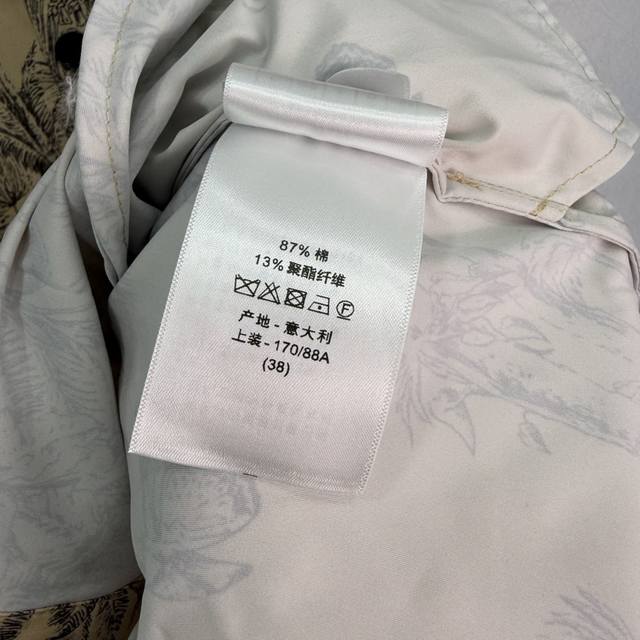 87% 棉
13% 聚酯纤维
F
产地 - 意大利
上装 - 170/88A
(38)